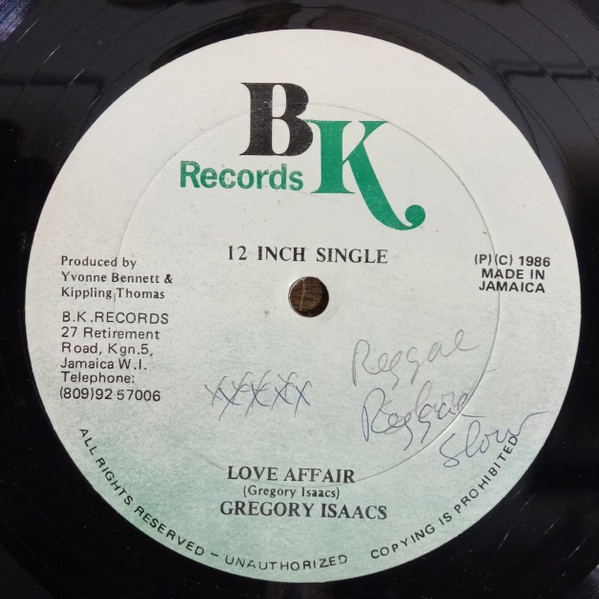 BK
Records
12 INCH SINGLE
Produced by
Yvonne Bennett &
Kippling Thomas
B.K.RECORDS
27 Retirement
Road, Kgn.5,
Jamaica W.I.
Telephone:
(809)92 57006
(P)(C) 1986
MADE IN
JAMAICA
Reggae
Reggae
Slow
LOVE AFFAIR
(Gregory Isaacs)
GREGORY ISAACS
ALL RIGHTS RESERVED – UNAUTHORIZED COPYING IS PROHIBITED